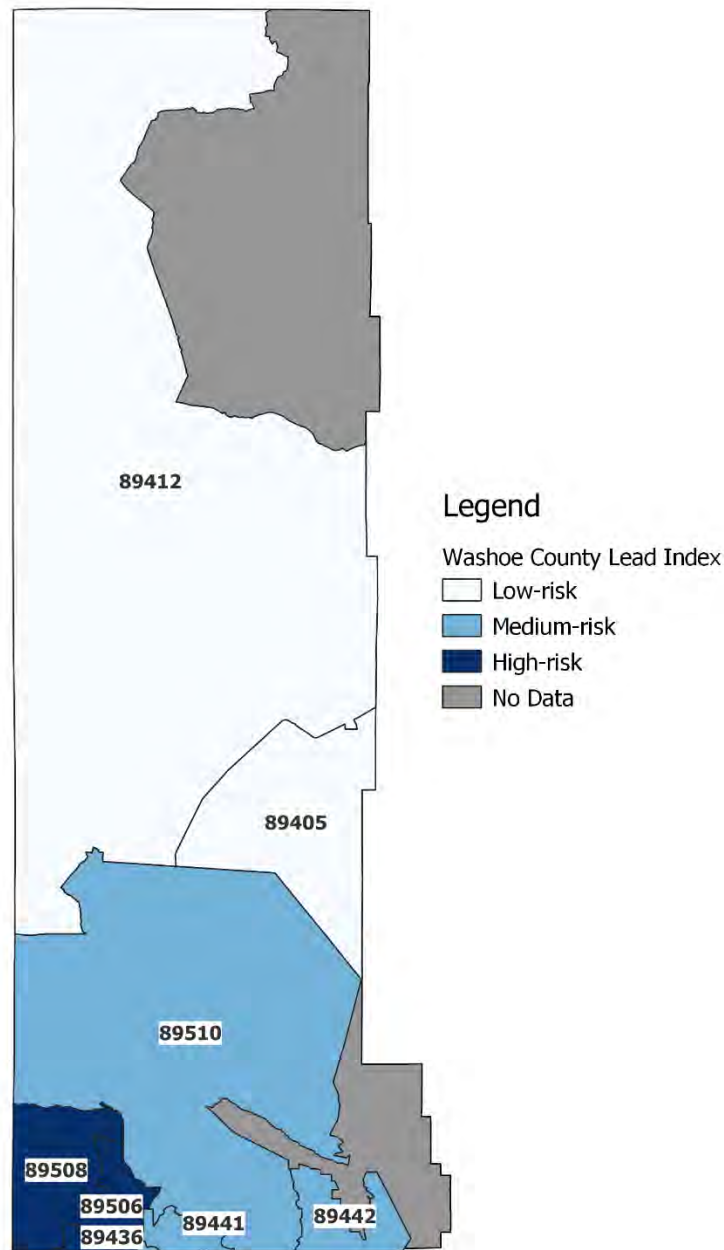 89412
Legend
Washoe County Lead Index
Low-risk
Medium-risk
High-risk
No Data
89405
89510
89508
89506
89441
89442
89436